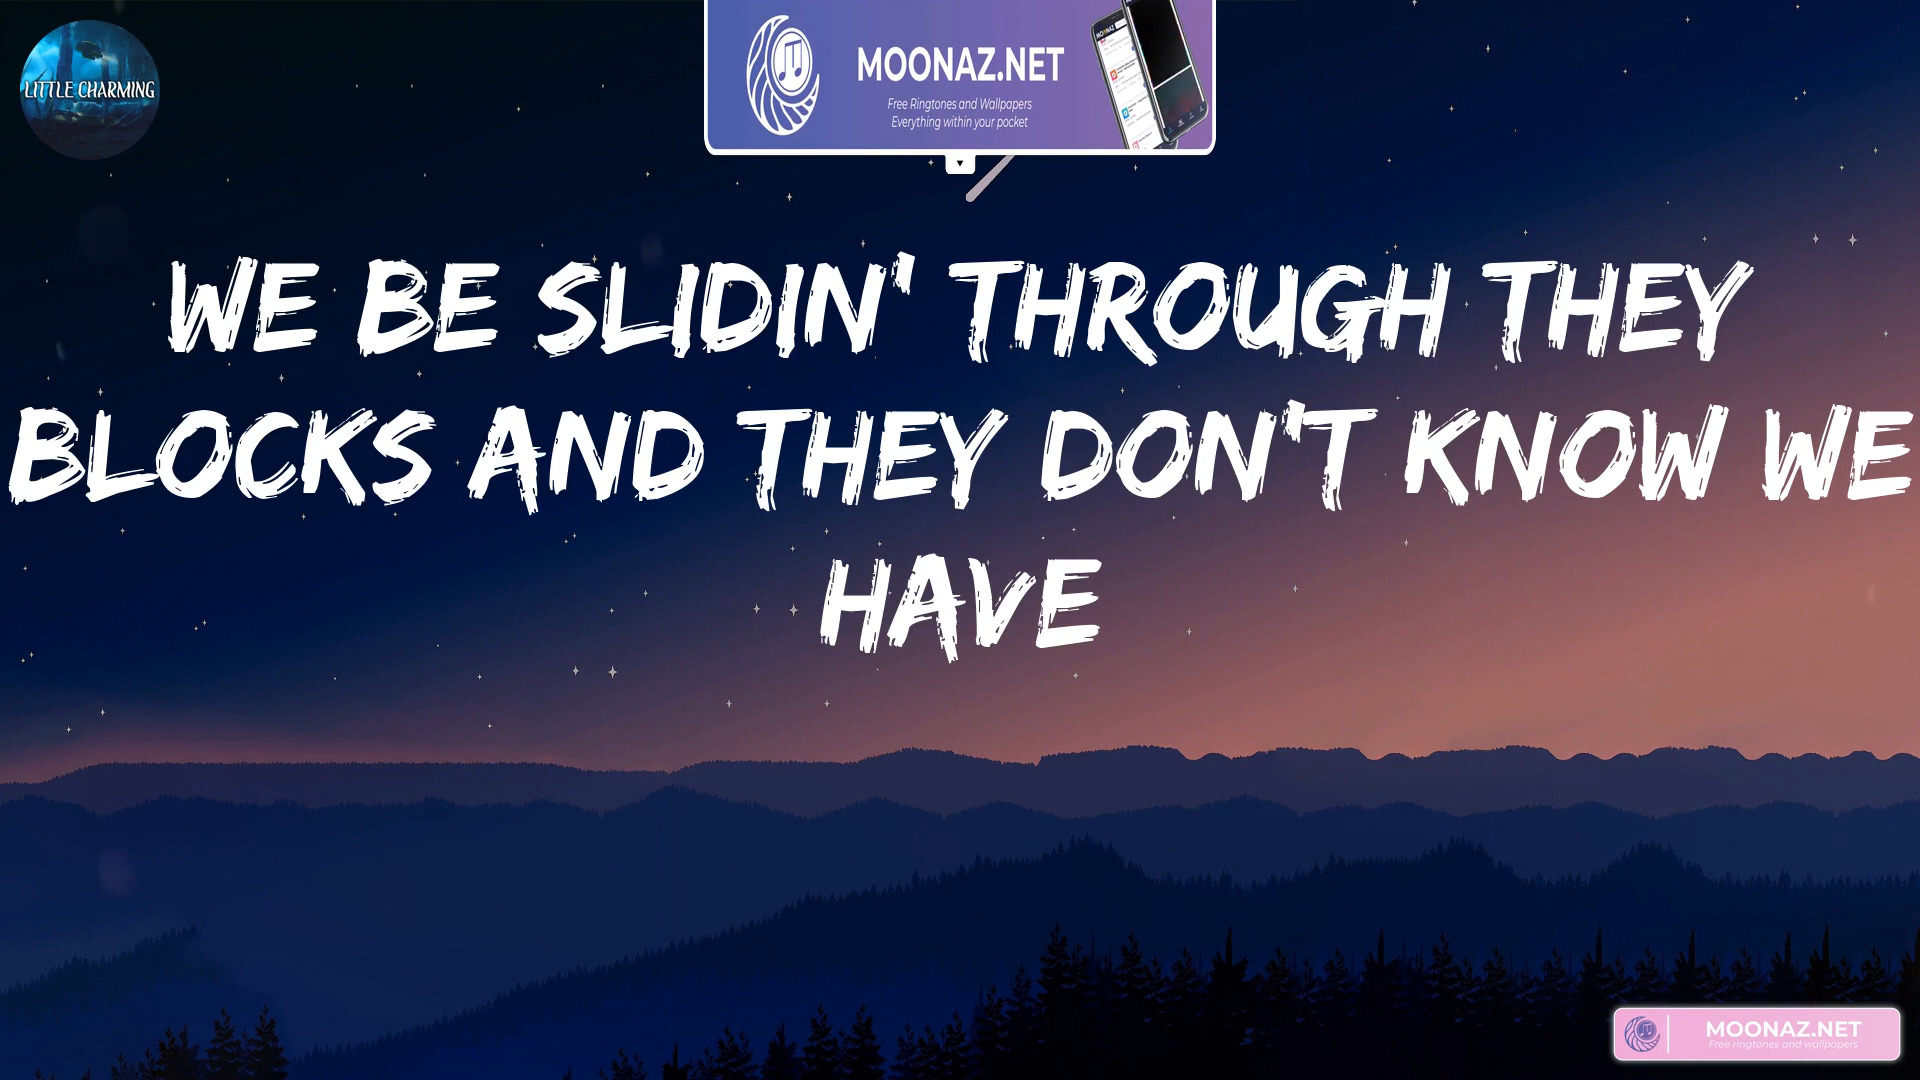 LITTLE CHARMING
MOONAZ.NET
Free Ringtones and Wallpapers
Everything within your pocket
WE BE SLIDIN' THROUGH THEY
BLOCKS AND THEY DON'T KNOW WE
HAVE
MOONAZ.NET
Free ringtones and wallpapers